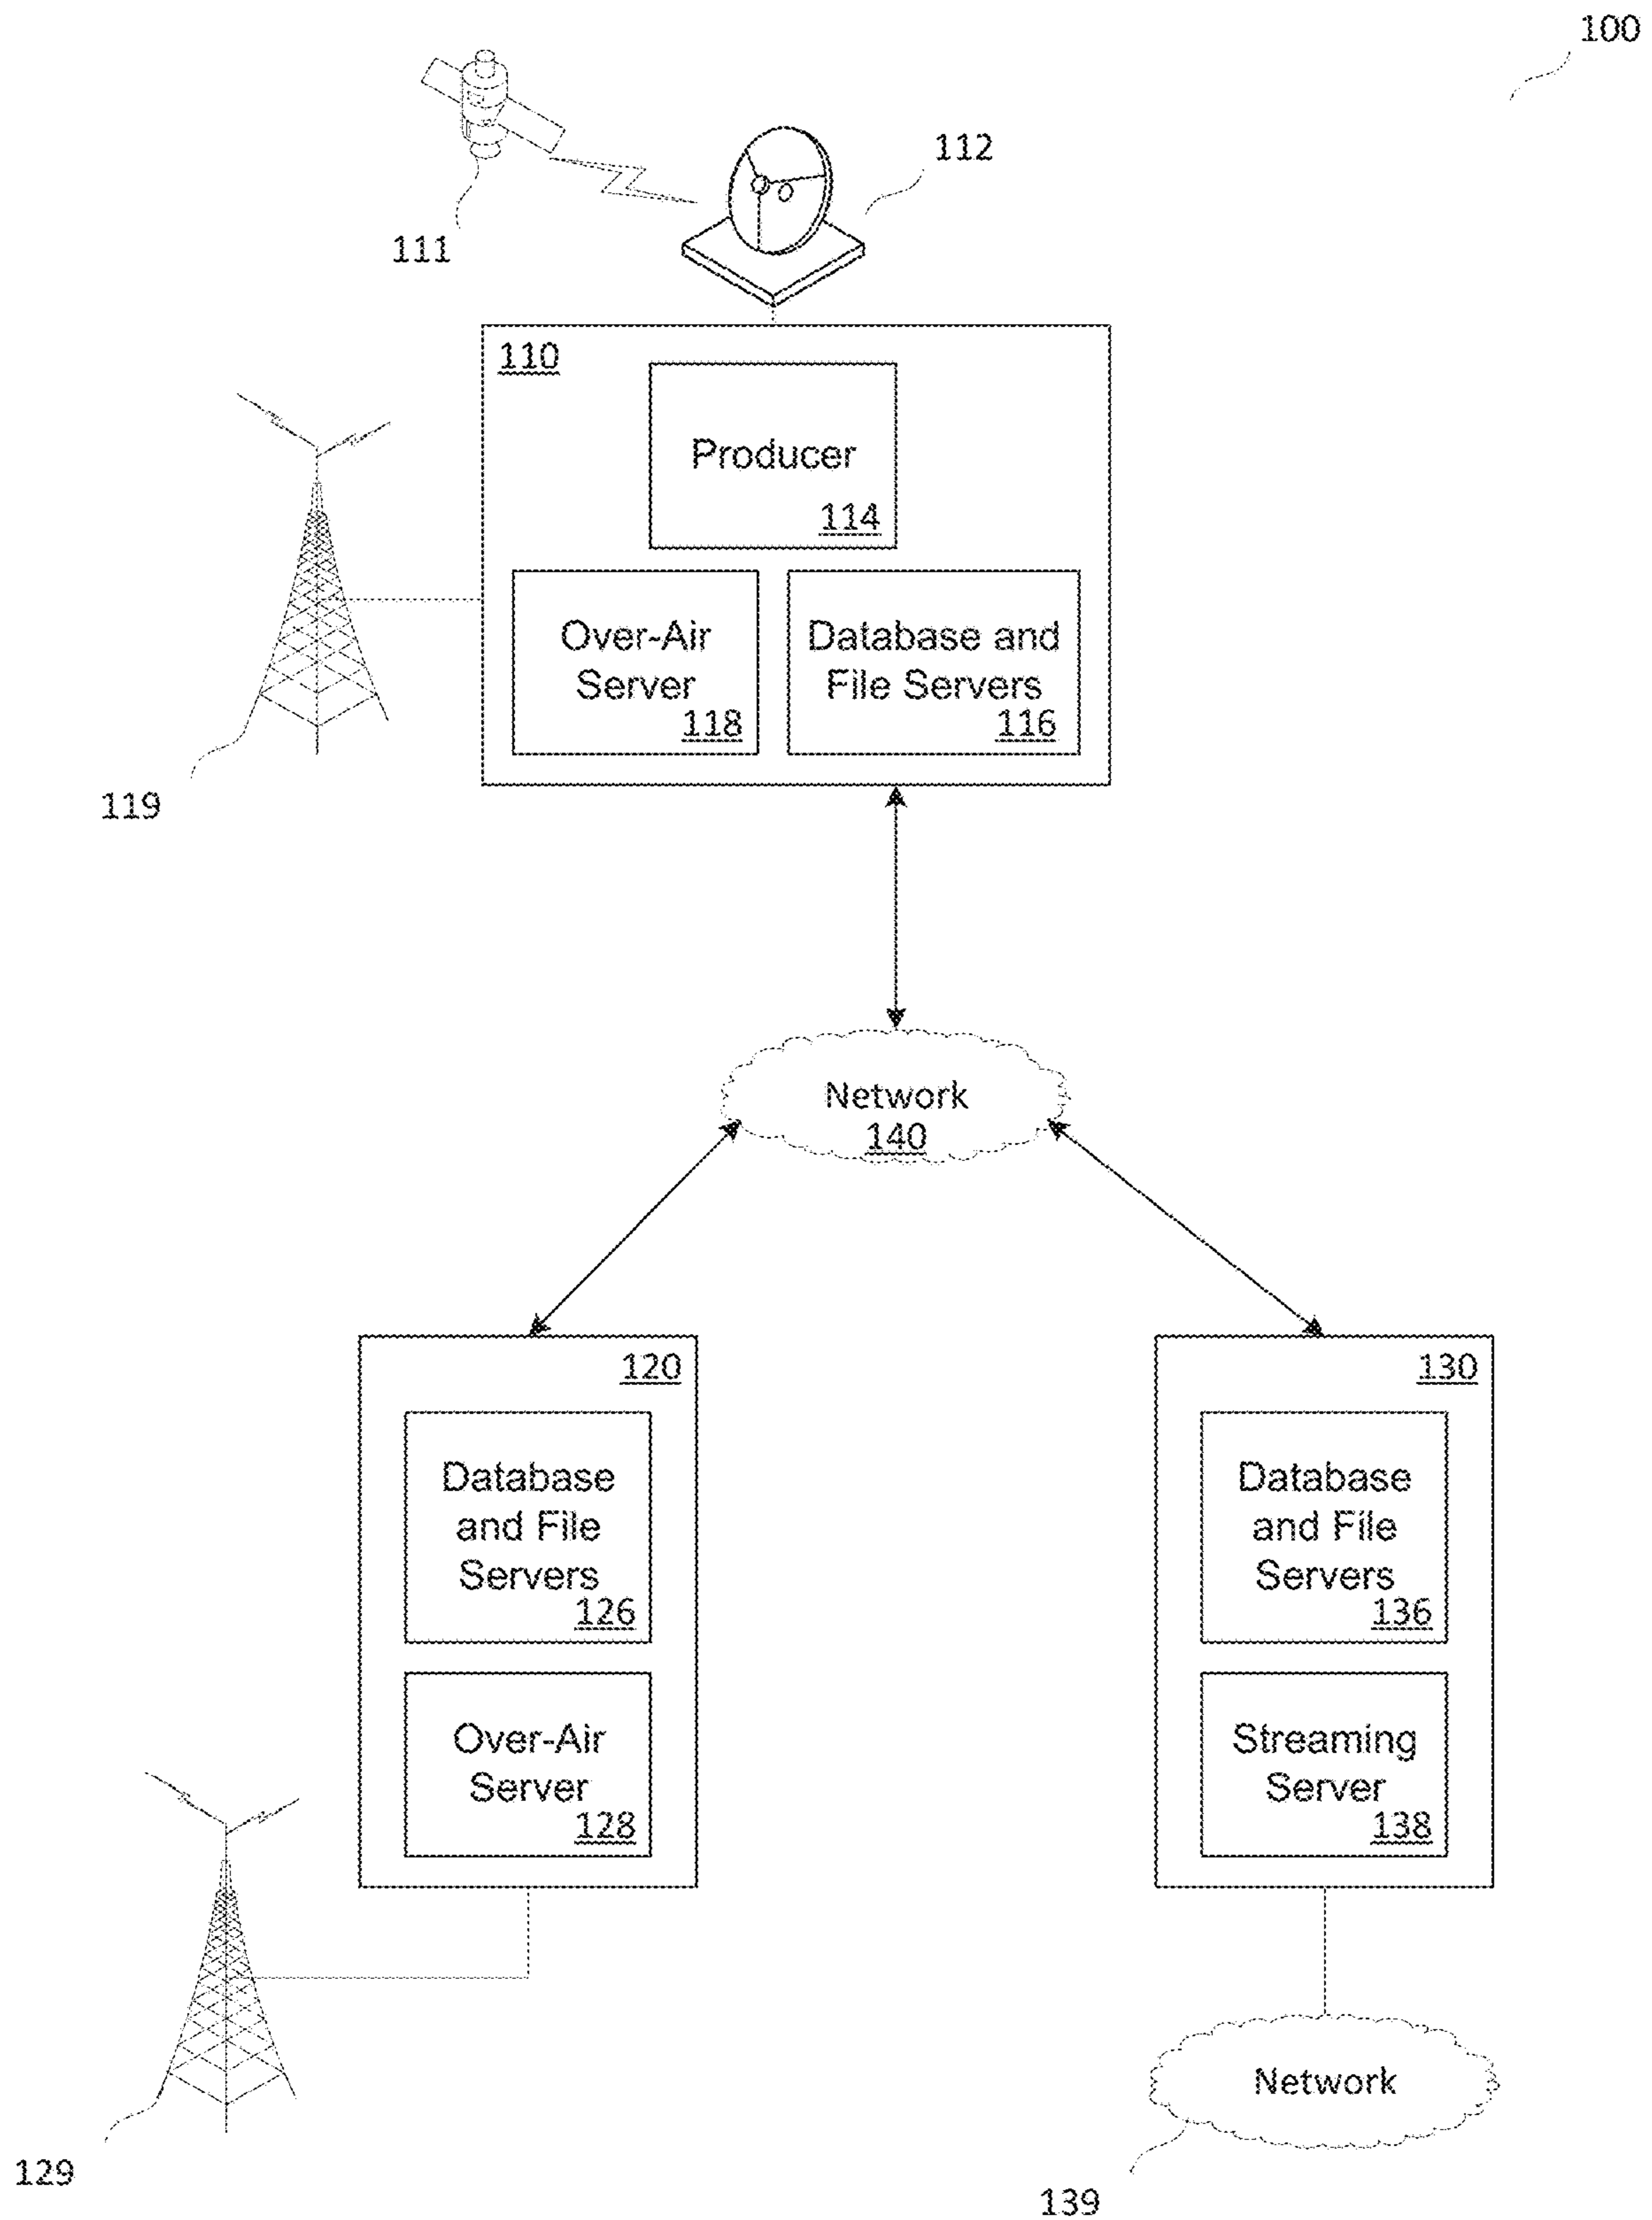 100
112
111
110
Producer
114
Over-Air
Server
118
Database and
File Servers
116
119
Network
140
120
Database
and File
Servers
126
Over-Air
Server
128
130
Database
and File
Servers
136
Streaming
Server
138
129
Network
139